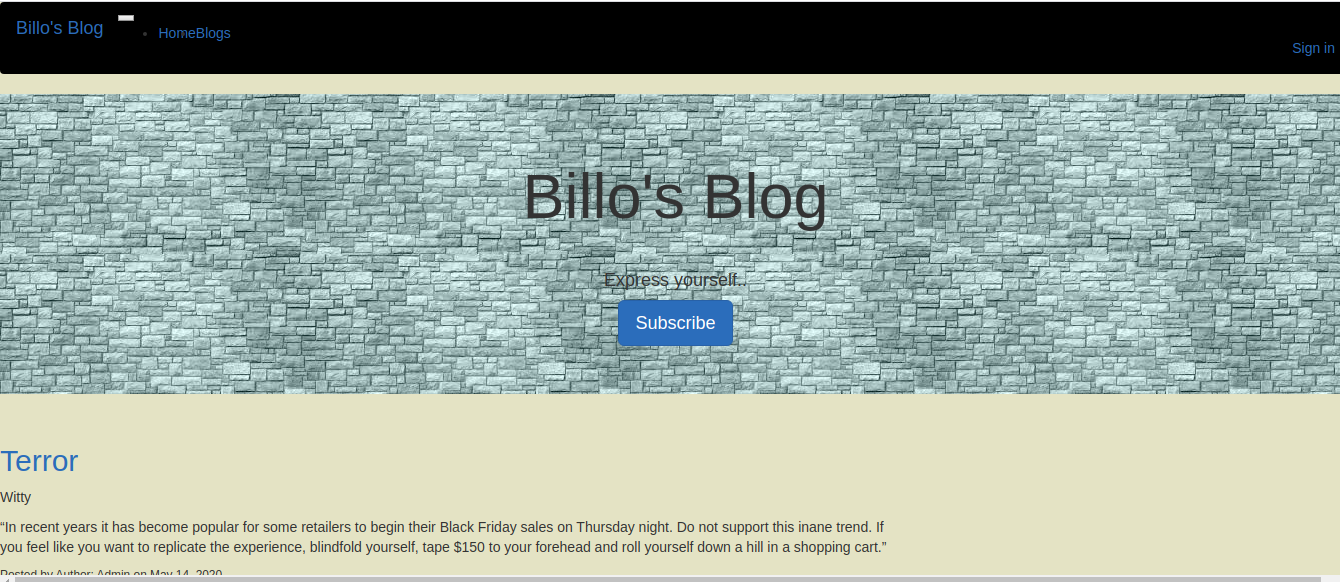 Billo's Blog
HomeBlogs
Sign in
Billo's Blog
Express yourself..
Subscribe
Terror
Witty
“In recent years it has become popular for some retailers to begin their Black Friday sales on Thursday night. Do not support this inane trend. If
you feel like you want to replicate the experience, blindfold yourself, tape $150 to your forehead and roll yourself down a hill in a shopping cart.”
Posted by Author: Admin on May 14, 2020